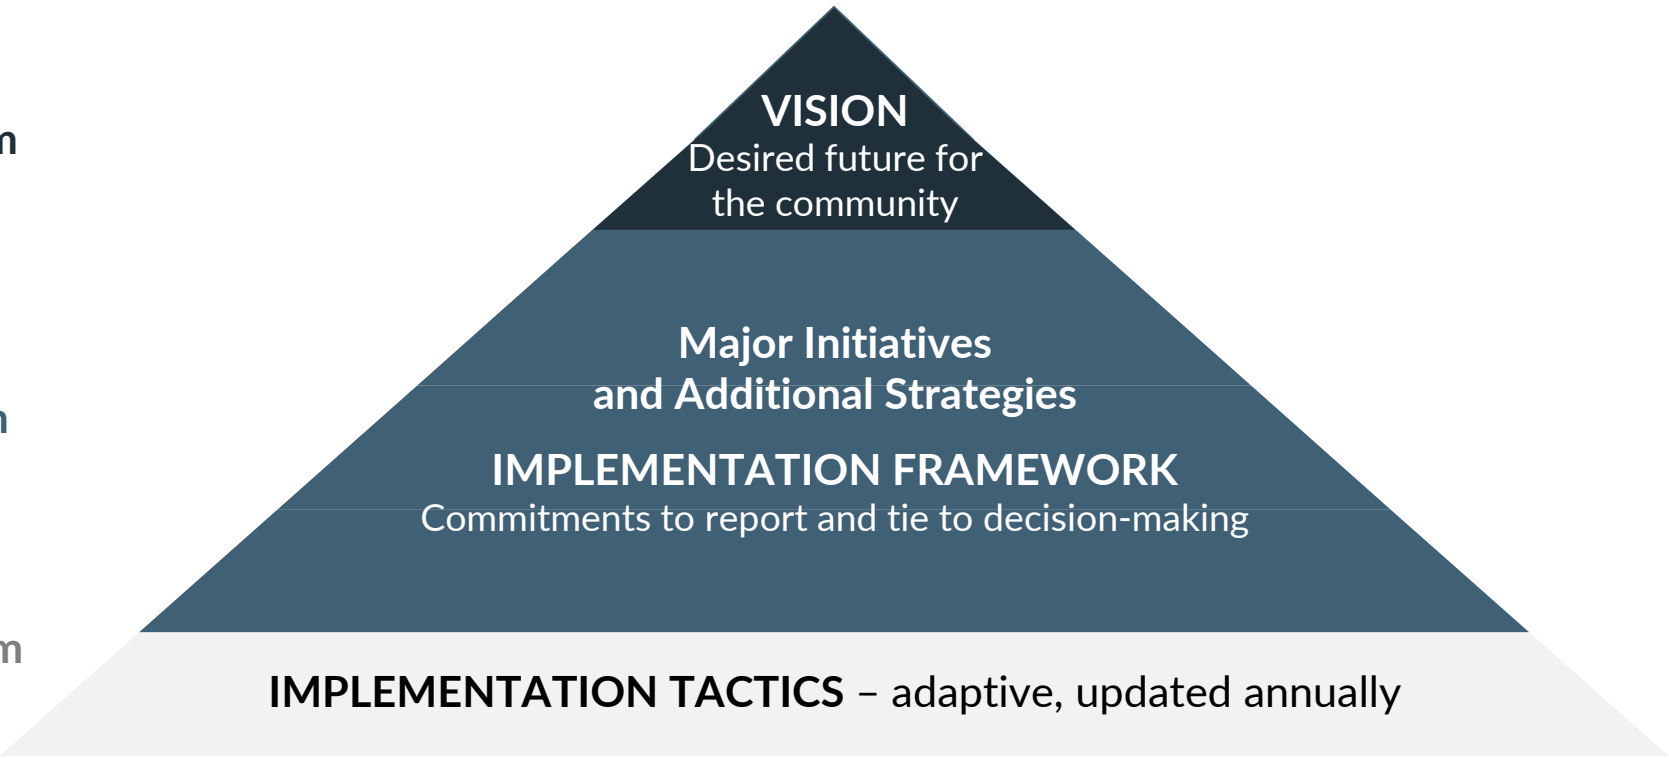 VISION
Desired future for
the community
Major Initiatives
and Additional Strategies
IMPLEMENTATION FRAMEWORK
Commitments to report and tie to decision-making
IMPLEMENTATION TACTICS – adaptive, updated annually